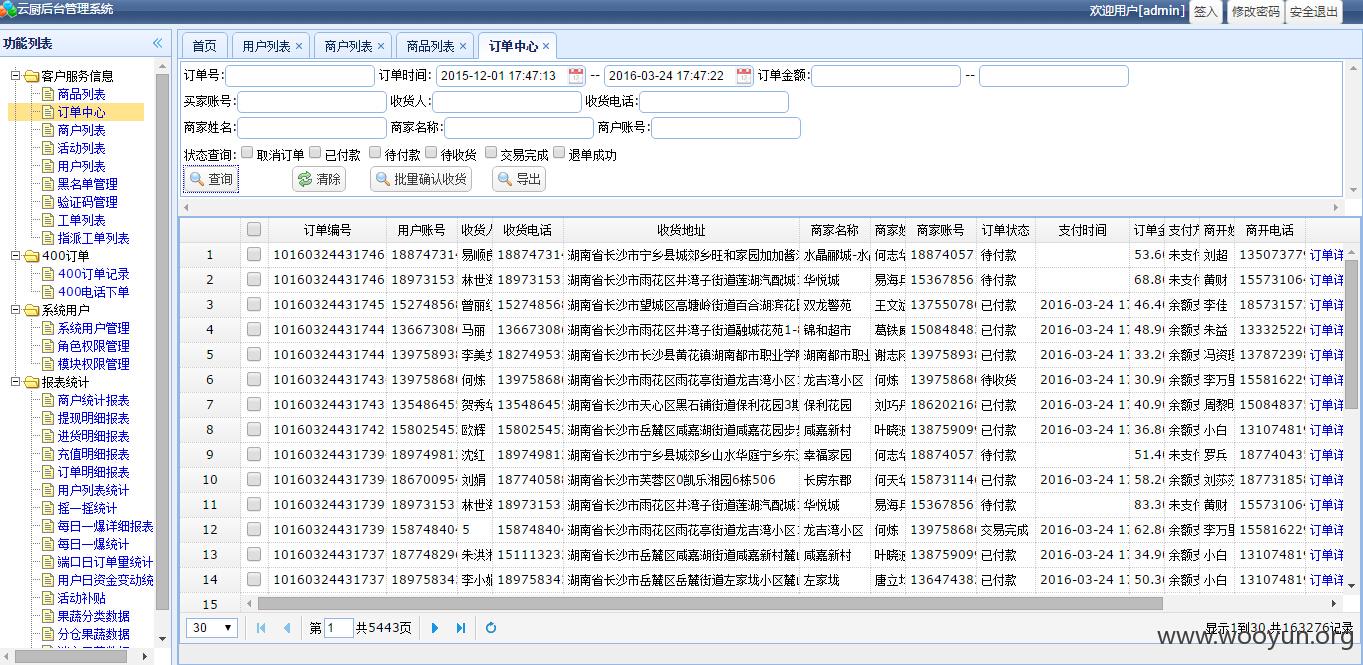 云厨后台管理系统
欢迎用户[admin] 签入 修改密码 安全退出
功能列表
首页 用户列表 商户列表 商品列表 订单中心
客户服务信息
商品列表
订单中心
商户列表
活动列表
用户列表
黑名单管理
验证码管理
工单列表
指派工单列表
400订单
400订单记录
400电话下单
系统用户
系统用户管理
角色权限管理
模块权限管理
报表统计
商户统计报表
提现明细报表
进货明细报表
充值明细报表
订单明细报表
用户列表统计
摇一摇统计
每日一爆详细报表
每日一爆统计
端口日订单量统计
用户日资金变动统
活动补贴
果蔬分类数据
分仓果蔬数据
订单号: 订单时间: 2015-12-01 17:47:13 -- 2016-03-24 17:47:22 订单金额: --
买家账号: 收货人: 收货电话:
商家姓名: 商家名称: 商户账号:
状态查询: 取消订单 已付款 待付款 待收货 交易完成 退单成功
查询 清除 批量确认收货 导出
订单编号 用户账号 收货人 收货电话 收货地址 商家名称 商家姓 商家账号 订单状态 支付时间 订单金 支付方 商开姓 商开电话
1 10160324431746 188747314 易顺 188747314 湖南省长沙市宁乡县城郊乡旺和家园加加酱 水晶郦城-水 何志 18874057 待付款 53.6 未支付 刘超 135073779 订单详
2 10160324431746 18973153 林世 18973153 湖南省长沙市雨花区井湾子街道莲湖汽配城 华悦城 易海 15367856 待付款 68.8 未支付 黄财 15573106 订单详
3 10160324431745 152748568 曾丽 152748568 湖南省长沙市望城区高塘岭街道百合湖滨花 双龙警苑 王文 13755078 已付款 2016-03-24 1 46.4 余额支 李佳 18573157 订单详
4 10160324431744 136673086 马丽 136673086 湖南省长沙市雨花区井湾子街道融城花苑1- 锦和超市 葛铁 15084848 已付款 2016-03-24 1 48.9 余额支 朱益 13332522 订单详
5 10160324431744 139758938 李美 182749533 湖南省长沙市长沙县黄花镇湖南都市职业学 湖南都市职 谢志 13975893 已付款 2016-03-24 1 33.2 余额支 冯资 13787239 订单详
6 10160324431743 139758686 何炼 139758686 湖南省长沙市雨花区雨花亭街道龙吉湾小区 龙吉湾小区 何炼 13975868 待收货 2016-03-24 1 30.9 余额支 李万 15581622 订单详
7 10160324431743 135486455 贺秀 135486455 湖南省长沙市天心区黑石铺街道保利花园3 保利花园 刘巧 18620216 已付款 2016-03-24 1 40.9 余额支 周黎 15084837 订单详
8 10160324431742 158025453 欧辉 158025453 湖南省长沙市岳麓区咸嘉湖街道咸嘉花园步 咸嘉新村 叶晓 13875909 已付款 2016-03-24 1 36.8 余额支 小白 13107481 订单详
9 10160324431739 18974981 沈红 18974981 湖南省长沙市宁乡县城郊乡山水华庭宁乡东 幸福家园 何志 18874057 待付款 51.4 未支付 罗兵 18774043 订单详
10 10160324431739 186700954 刘娟 187740588 湖南省长沙市芙蓉区0凯乐湘园6栋506 长房东郡 何天 15873114 已付款 2016-03-24 1 58.2 余额支 刘莎 18773185 订单详
11 10160324431739 18973153 林世 18973153 湖南省长沙市雨花区井湾子街道莲湖汽配城 华悦城 易海 15367856 待付款 83.3 未支付 黄财 15573106 订单详
12 10160324431739 158748404 5 158748404 湖南省长沙市雨花区雨花亭街道龙吉湾小区 龙吉湾小区 何炼 13975868 交易完成 2016-03-24 1 62.8 余额支 李万 15581622 订单详
13 10160324431737 187748296 朱洪 15111323 湖南省长沙市岳麓区咸嘉湖街道咸嘉新村麓 咸嘉新村 叶晓 13875909 已付款 2016-03-24 1 34.9 余额支 小白 13107481 订单详
14 10160324431737 189758343 李小 189758343 湖南省长沙市岳麓区岳麓街道左家垅小区麓 左家垅 唐立 13647438 已付款 2016-03-24 1 50.3 余额支 小白 13107481 订单详
15
30 第 1 共5443页 显示1到30,共163276记录
www.wooyun.org